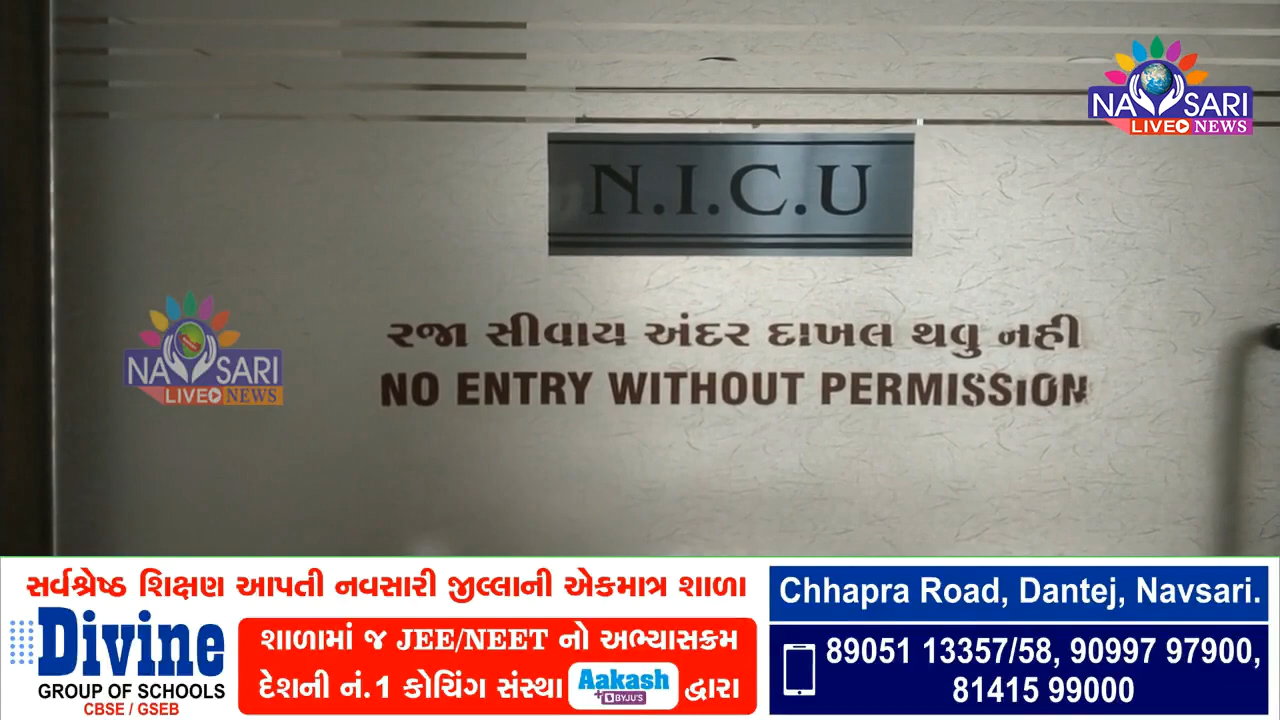 NAVSARI
LIVE NEWS
N.I.C.U
રજા સીવાય અંદર દાખલ થવુ નહી
NO ENTRY WITHOUT PERMISSION
NAVSARI
LIVE NEWS
સર્વશ્રેષ્ઠ શિક્ષણ આપતી નવસારી જીલ્લાની એકમાત્ર શાળા
Divine
GROUP OF SCHOOLS
CBSE / GSEB
શાળામાં જ JEE/NEET નો અભ્યાસક્રમ
દેશની નં.1 કોચિંગ સંસ્થા Aakash +BYJU'S દ્વારા
Chhapra Road, Dantej, Navsari.
89051 13357/58, 90997 97900,
81415 99000